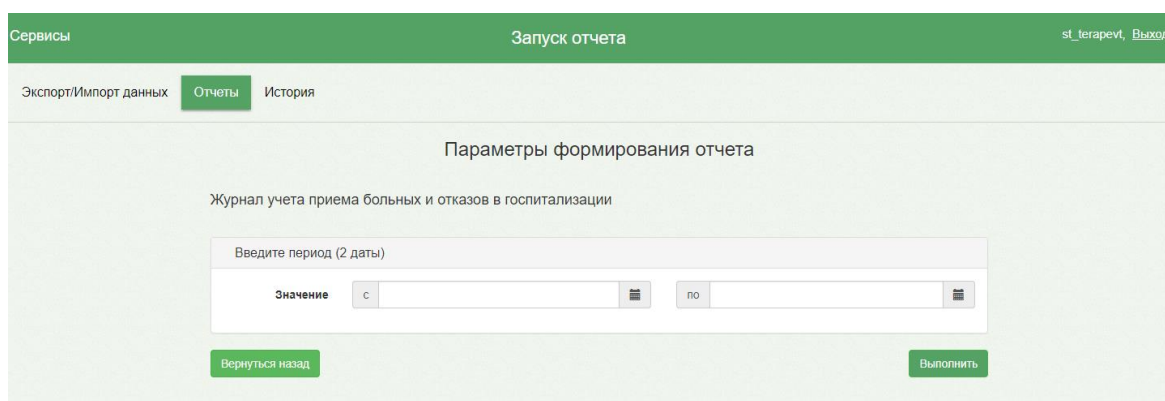 Сервисы Запуск отчета st_terapevt, Выход
Экспорт/Импорт данных Отчеты История
Параметры формирования отчета
Журнал учета приема больных и отказов в госпитализации
Введите период (2 даты)
Значение с по
Вернуться назад Выполнить